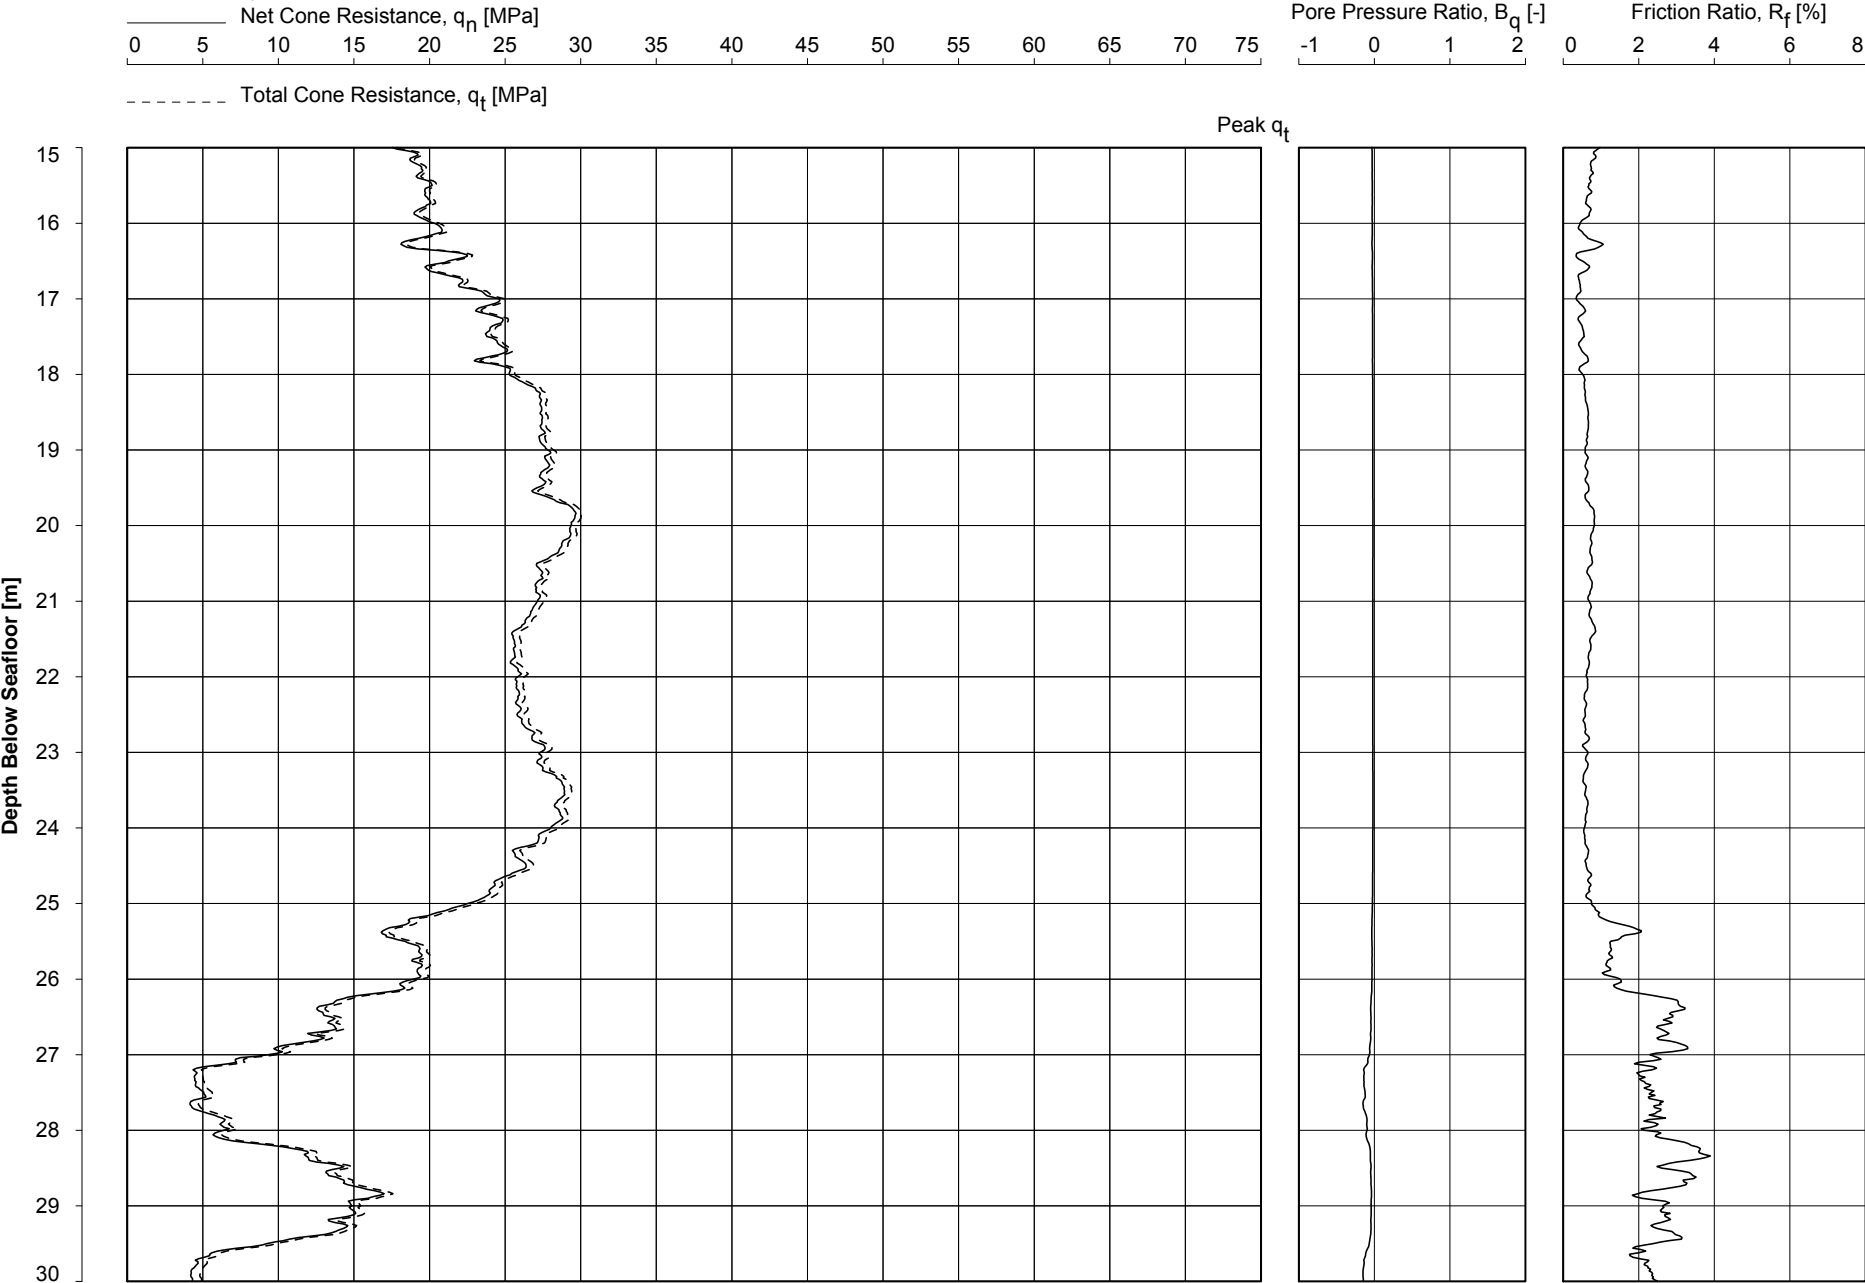 Net Cone Resistance, qn [MPa]
Pore Pressure Ratio, Bq [-]
Friction Ratio, Rf [%]
0 5 10 15 20 25 30 35 40 45 50 55 60 65 70 75
-1 0 1 2
0 2 4 6 8
Total Cone Resistance, qt [MPa]
Peak qt
Depth Below Seafloor [m]
15
16
17
18
19
20
21
22
23
24
25
26
27
28
29
30